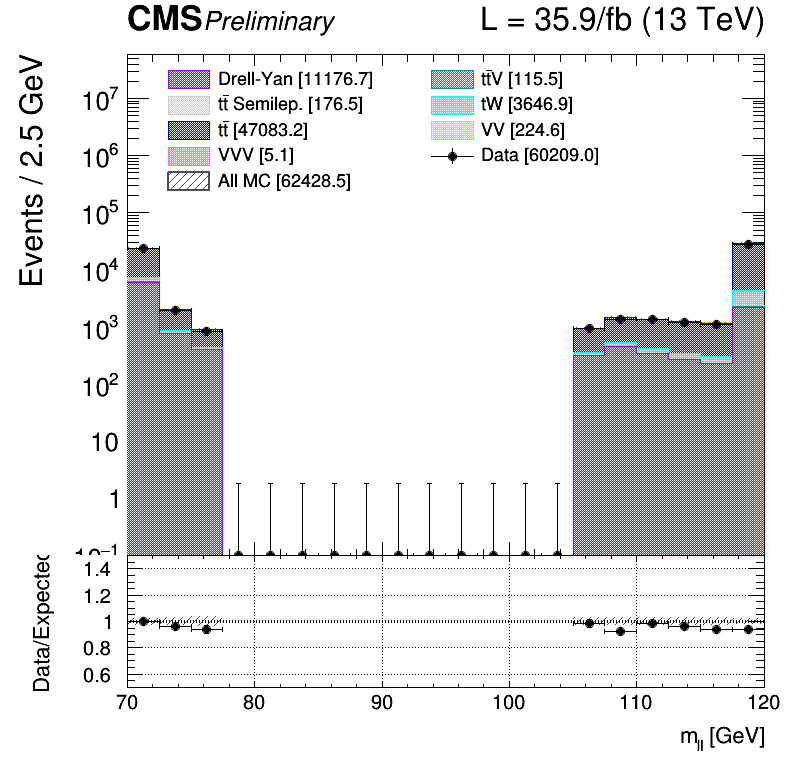 CMS Preliminary L = 35.9/fb (13 TeV)
Events / 2.5 GeV
Drell-Yan [11176.7]
tt̄ Semilep. [176.5]
tt̄ [47083.2]
VVV [5.1]
All MC [62428.5]
tt̄V [115.5]
tW [3646.9]
VV [224.6]
Data [60209.0]
10⁷
10⁶
10⁵
10⁴
10³
10²
10
1
10⁻¹
Data/Expected
1.4
1.2
1
0.8
0.6
70 80 90 100 110 120
m_ll [GeV]